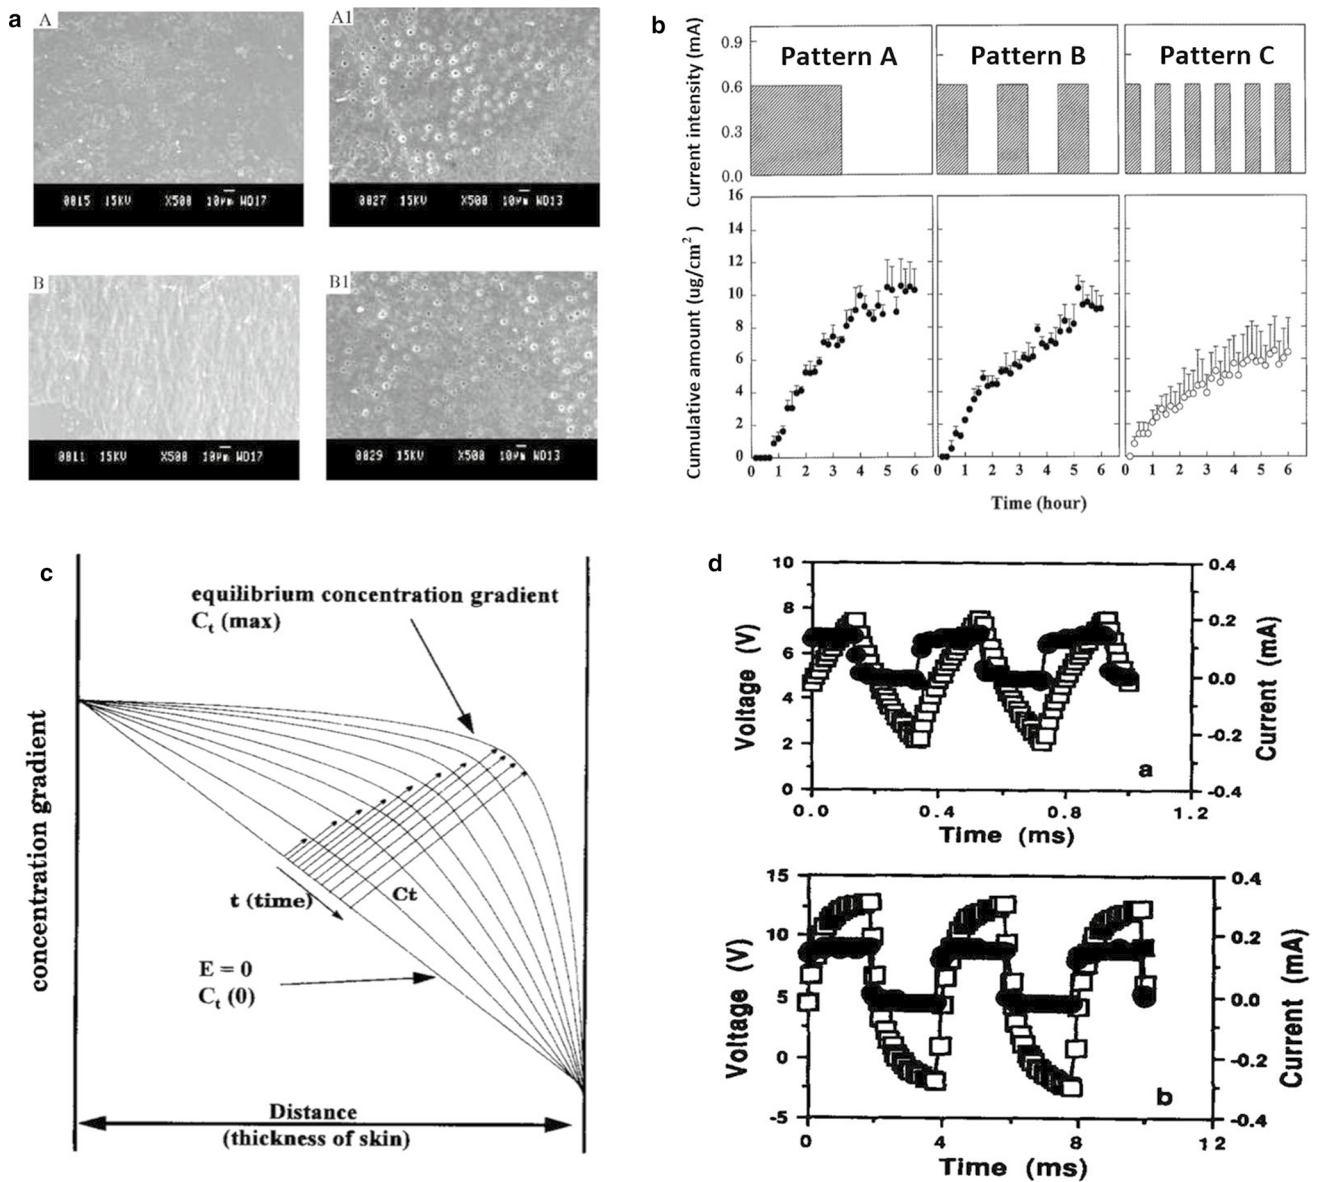 a
A
0815 15KV X500 10µm WD17
A1
0827 15KV X500 10µm WD13
B
0811 15KV X500 10µm WD17
B1
0829 15KV X500 10µm WD13
b
Current intensity (mA)
0.9
0.6
0.3
0.0
Pattern A
Pattern B
Pattern C
Cumulative amount (ug/cm²)
16
14
12
10
8
6
4
2
0
0 1 2 3 4 5 6
0 1 2 3 4 5 6
0 1 2 3 4 5 6
Time (hour)
c
concentration gradient
equilibrium concentration gradient
Cₜ (max)
t (time)
Ct
E = 0
Cₜ (0)
Distance
(thickness of skin)
d
Voltage (V)
10
8
6
4
2
0
0.4
0.2
0.0
-0.2
-0.4
Current (mA)
a
0.0 0.4 0.8 1.2
Time (ms)
Voltage (V)
15
10
5
0
-5
0.4
0.2
0.0
-0.2
-0.4
Current (mA)
b
0 4 8 12
Time (ms)